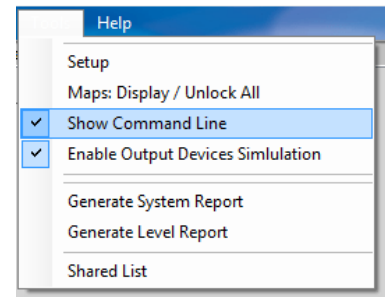 Help
Setup
Maps: Display / Unlock All
Show Command Line
Enable Output Devices Simlulation
Generate System Report
Generate Level Report
Shared List